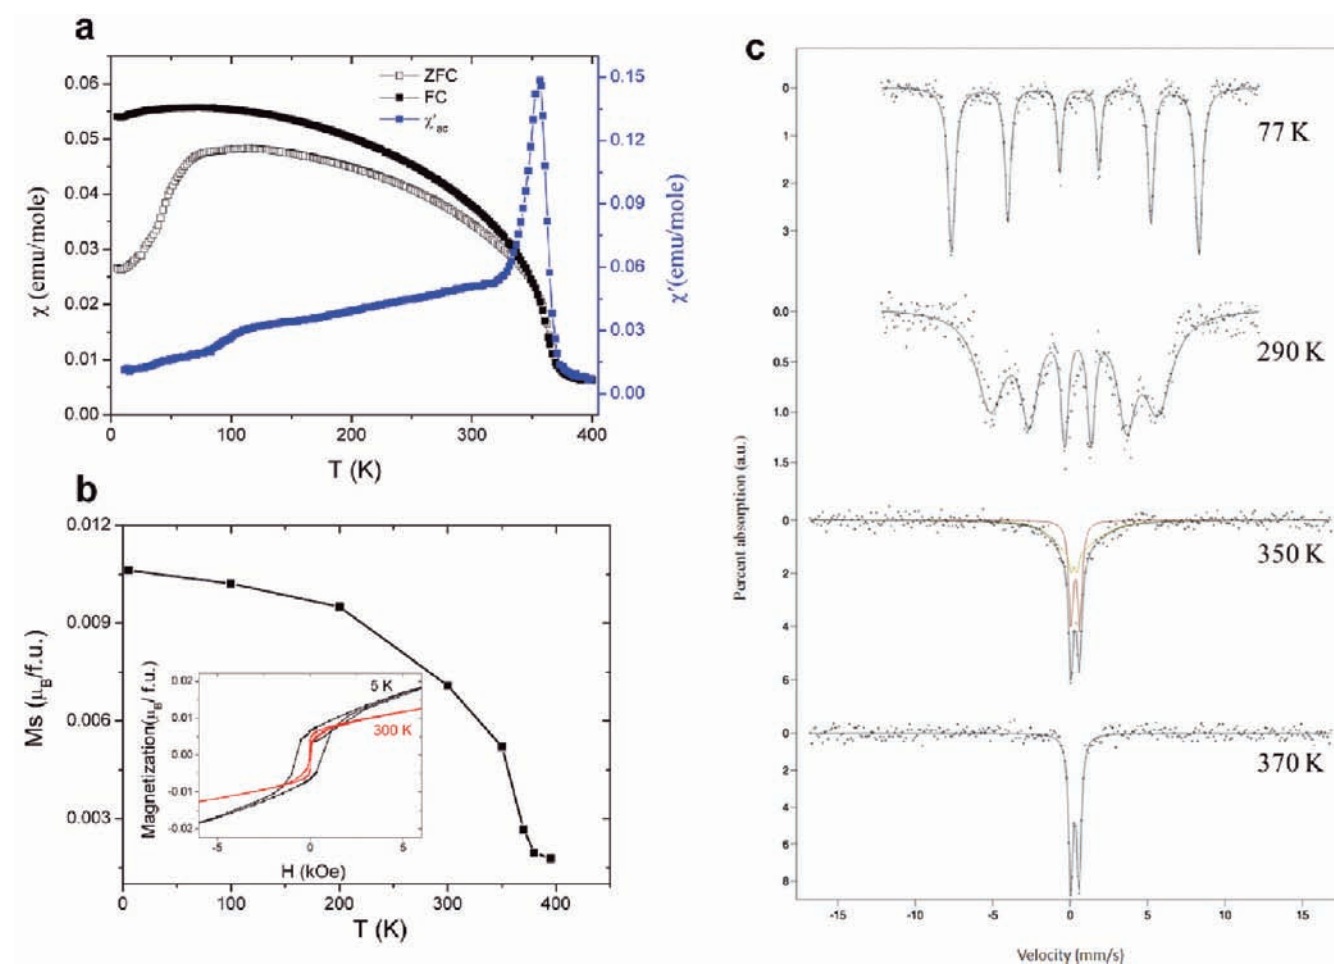 a
ZFC
FC
χ'ac
0.06
0.05
0.04
0.03
0.02
0.01
0.00
0.15
0.12
0.09
0.06
0.03
0.00
χ (emu/mole)
χ'(emu/mole)
0 100 200 300 400
T (K)
b
0.012
0.009
0.006
0.003
Ms (μB/f.u.)
0.02
0.01
0.00
-0.01
-0.02
Magnetization(μB/ f.u.)
5 K
300 K
-5 0 5
H (kOe)
0 100 200 300 400
T (K)
c
0
1
2
3
77 K
0.0
0.5
1.0
1.5
290 K
0
2
4
6
350 K
0
2
4
6
8
370 K
Percent absorption (a.u.)
-15 -10 -5 0 5 10 15
Velocity (mm/s)